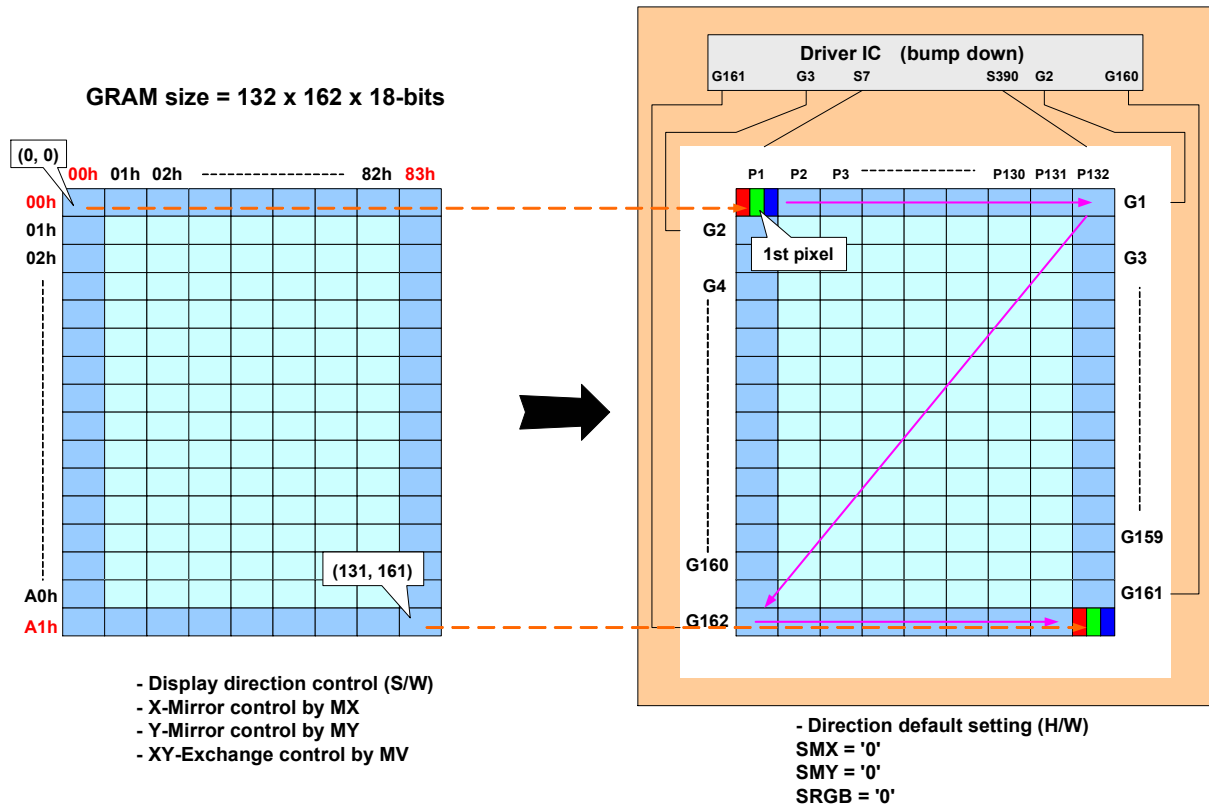 GRAM size = 132 x 162 x 18-bits
(0, 0)
00h 01h 02h 82h 83h
00h
01h
02h
A0h
A1h
(131, 161)
- Display direction control (S/W)
- X-Mirror control by MX
- Y-Mirror control by MY
- XY-Exchange control by MV
Driver IC (bump down)
G161 G3 S7 S390 G2 G160
P1 P2 P3 P130 P131 P132
G1
G2
1st pixel
G3
G4
G159
G160
G161
G162
- Direction default setting (H/W)
SMX = '0'
SMY = '0'
SRGB = '0'